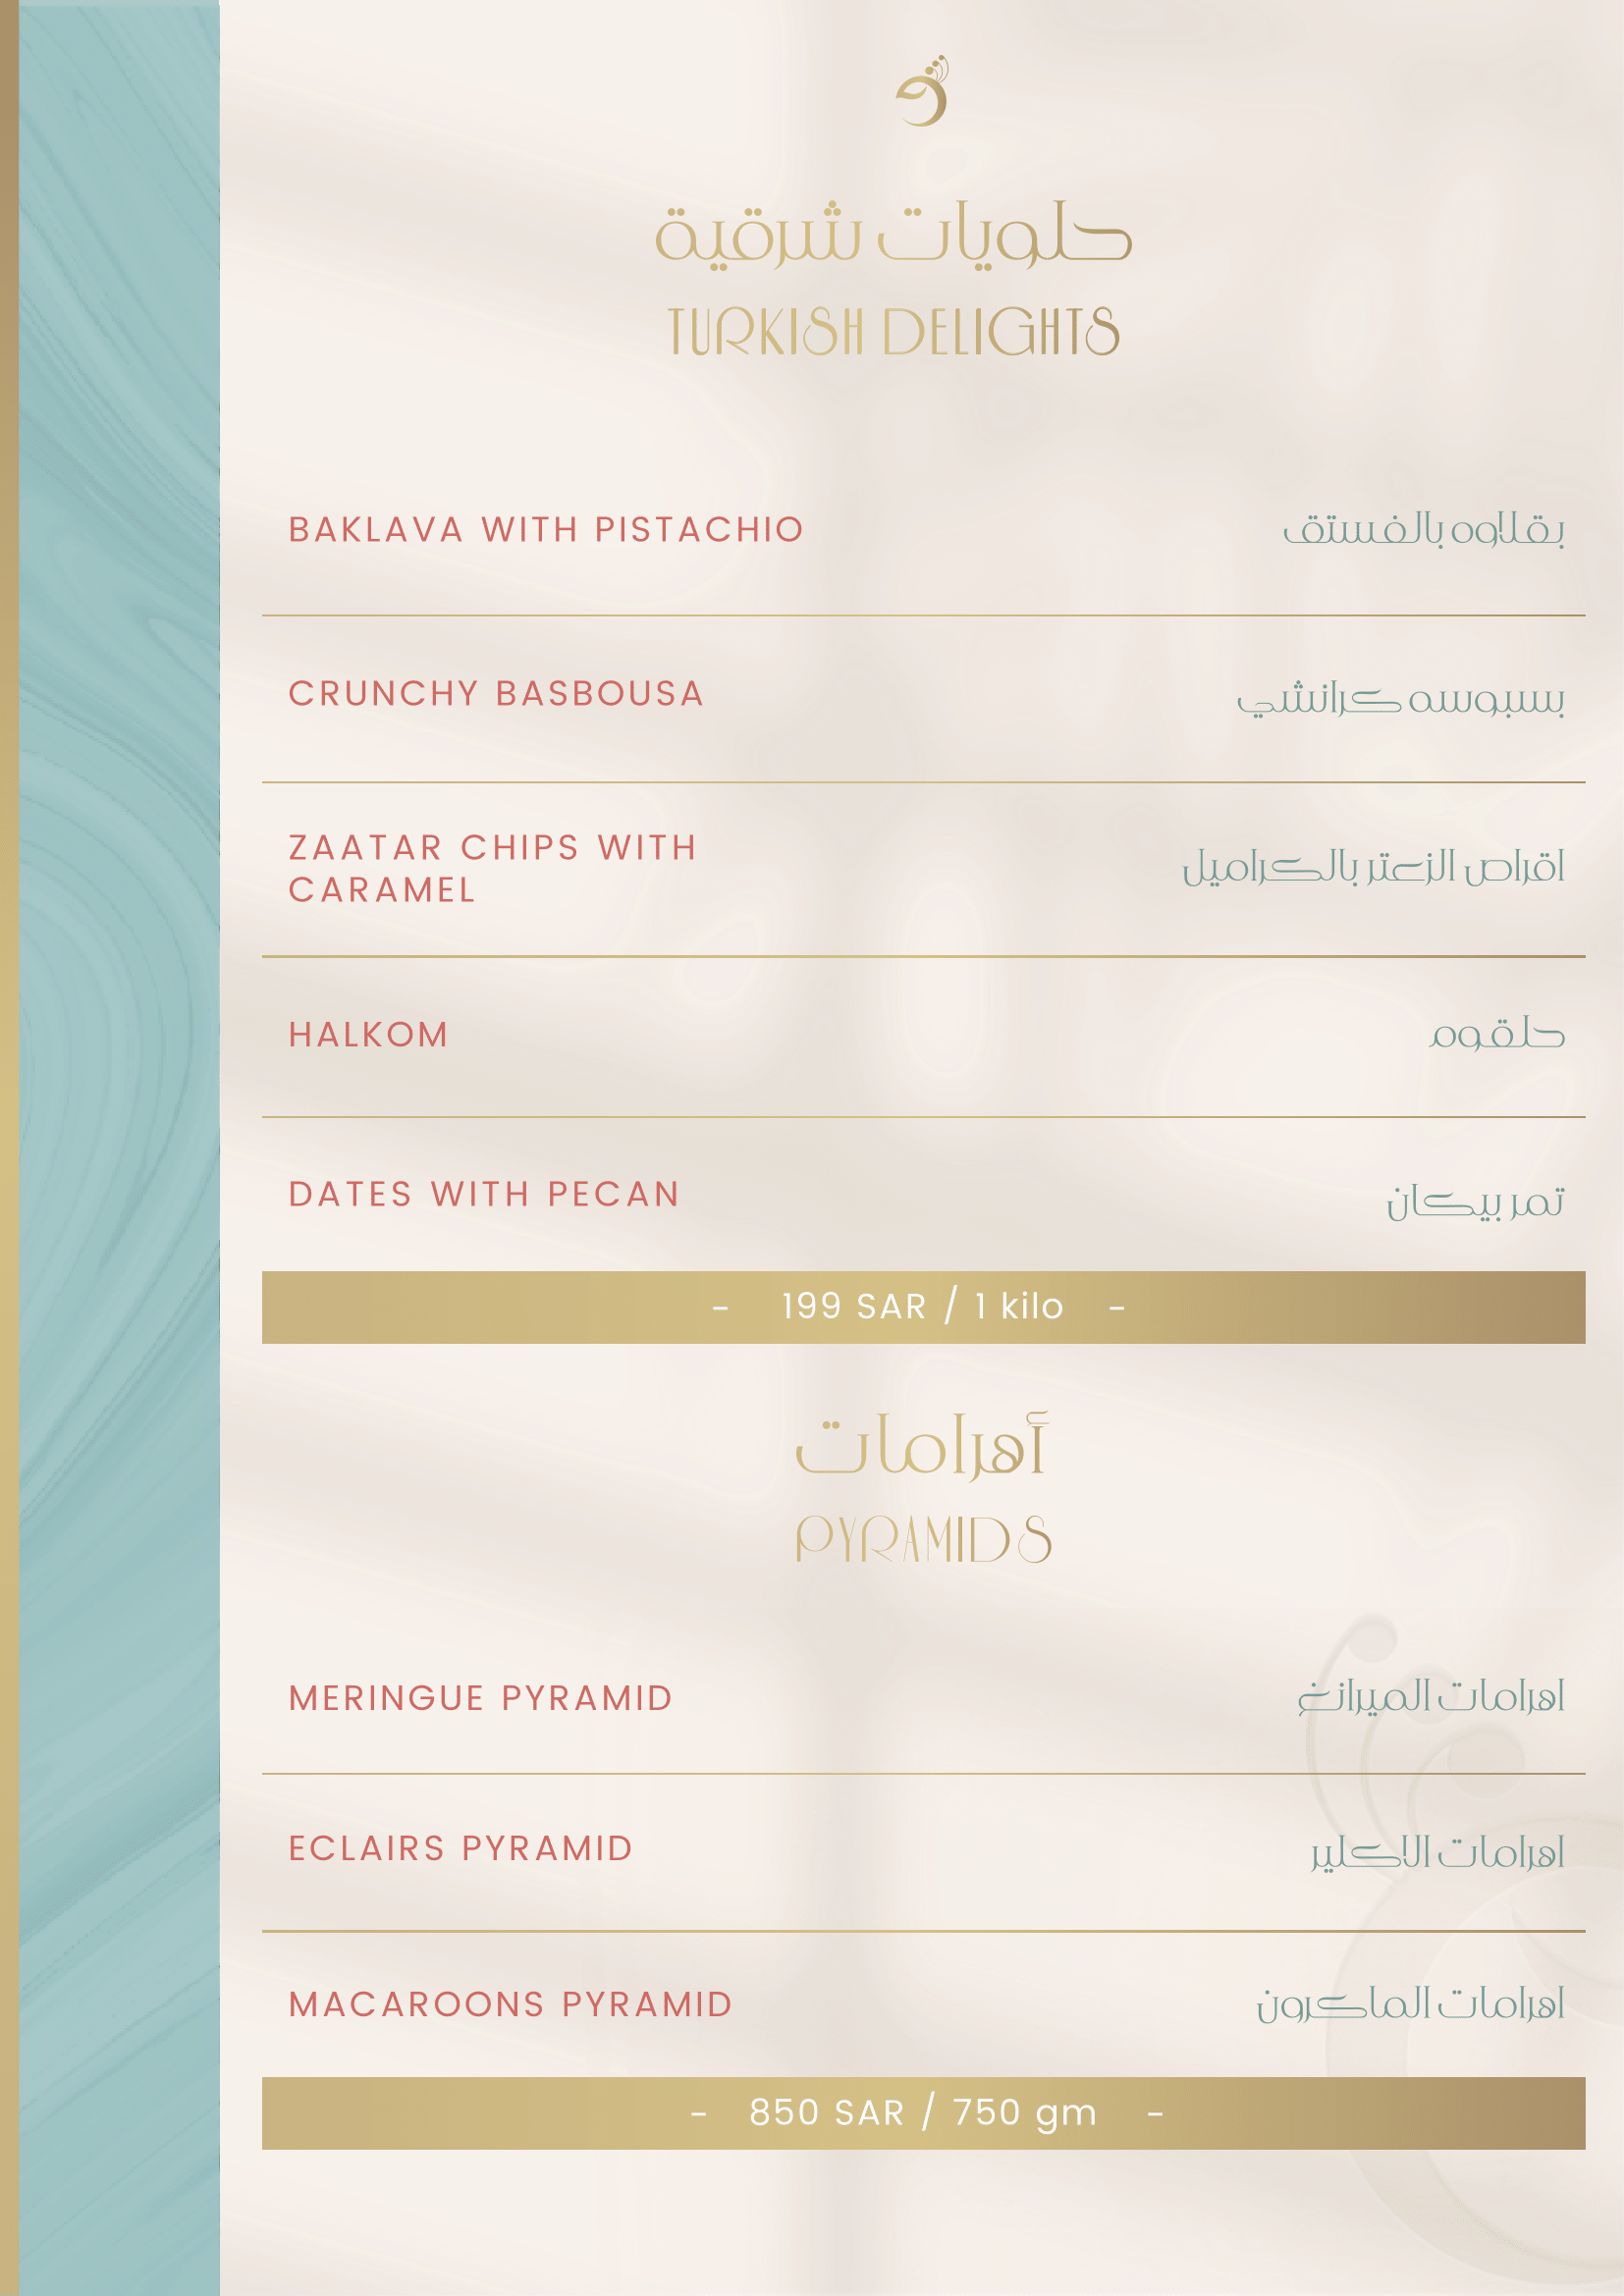 حلويات شرقية
TURKISH DELIGHTS
BAKLAVA WITH PISTACHIO
بقلاوه بالفستق
CRUNCHY BASBOUSA
بسبوسه كرانشي
ZAATAR CHIPS WITH
CARAMEL
اقراص الزعتر بالكراميل
HALKOM
حلقوم
DATES WITH PECAN
تمر بيكان
- 199 SAR / 1 kilo -
أهرامات
PYRAMIDS
MERINGUE PYRAMID
اهرامات الميرانغ
ECLAIRS PYRAMID
اهرامات الاكلير
MACAROONS PYRAMID
اهرامات الماكرون
- 850 SAR / 750 gm -